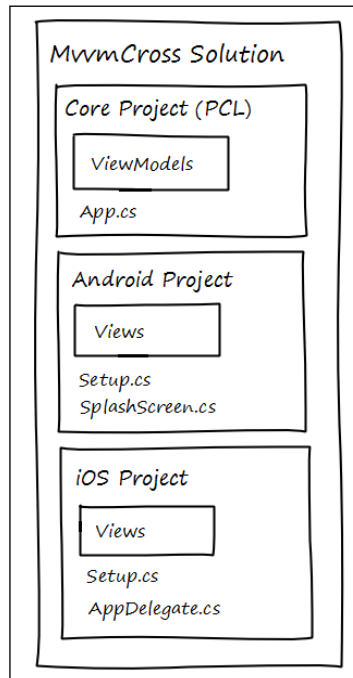 MvvmCross Solution
Core Project (PCL)
ViewModels
App.cs
Android Project
Views
Setup.cs
SplashScreen.cs
iOS Project
Views
Setup.cs
AppDelegate.cs